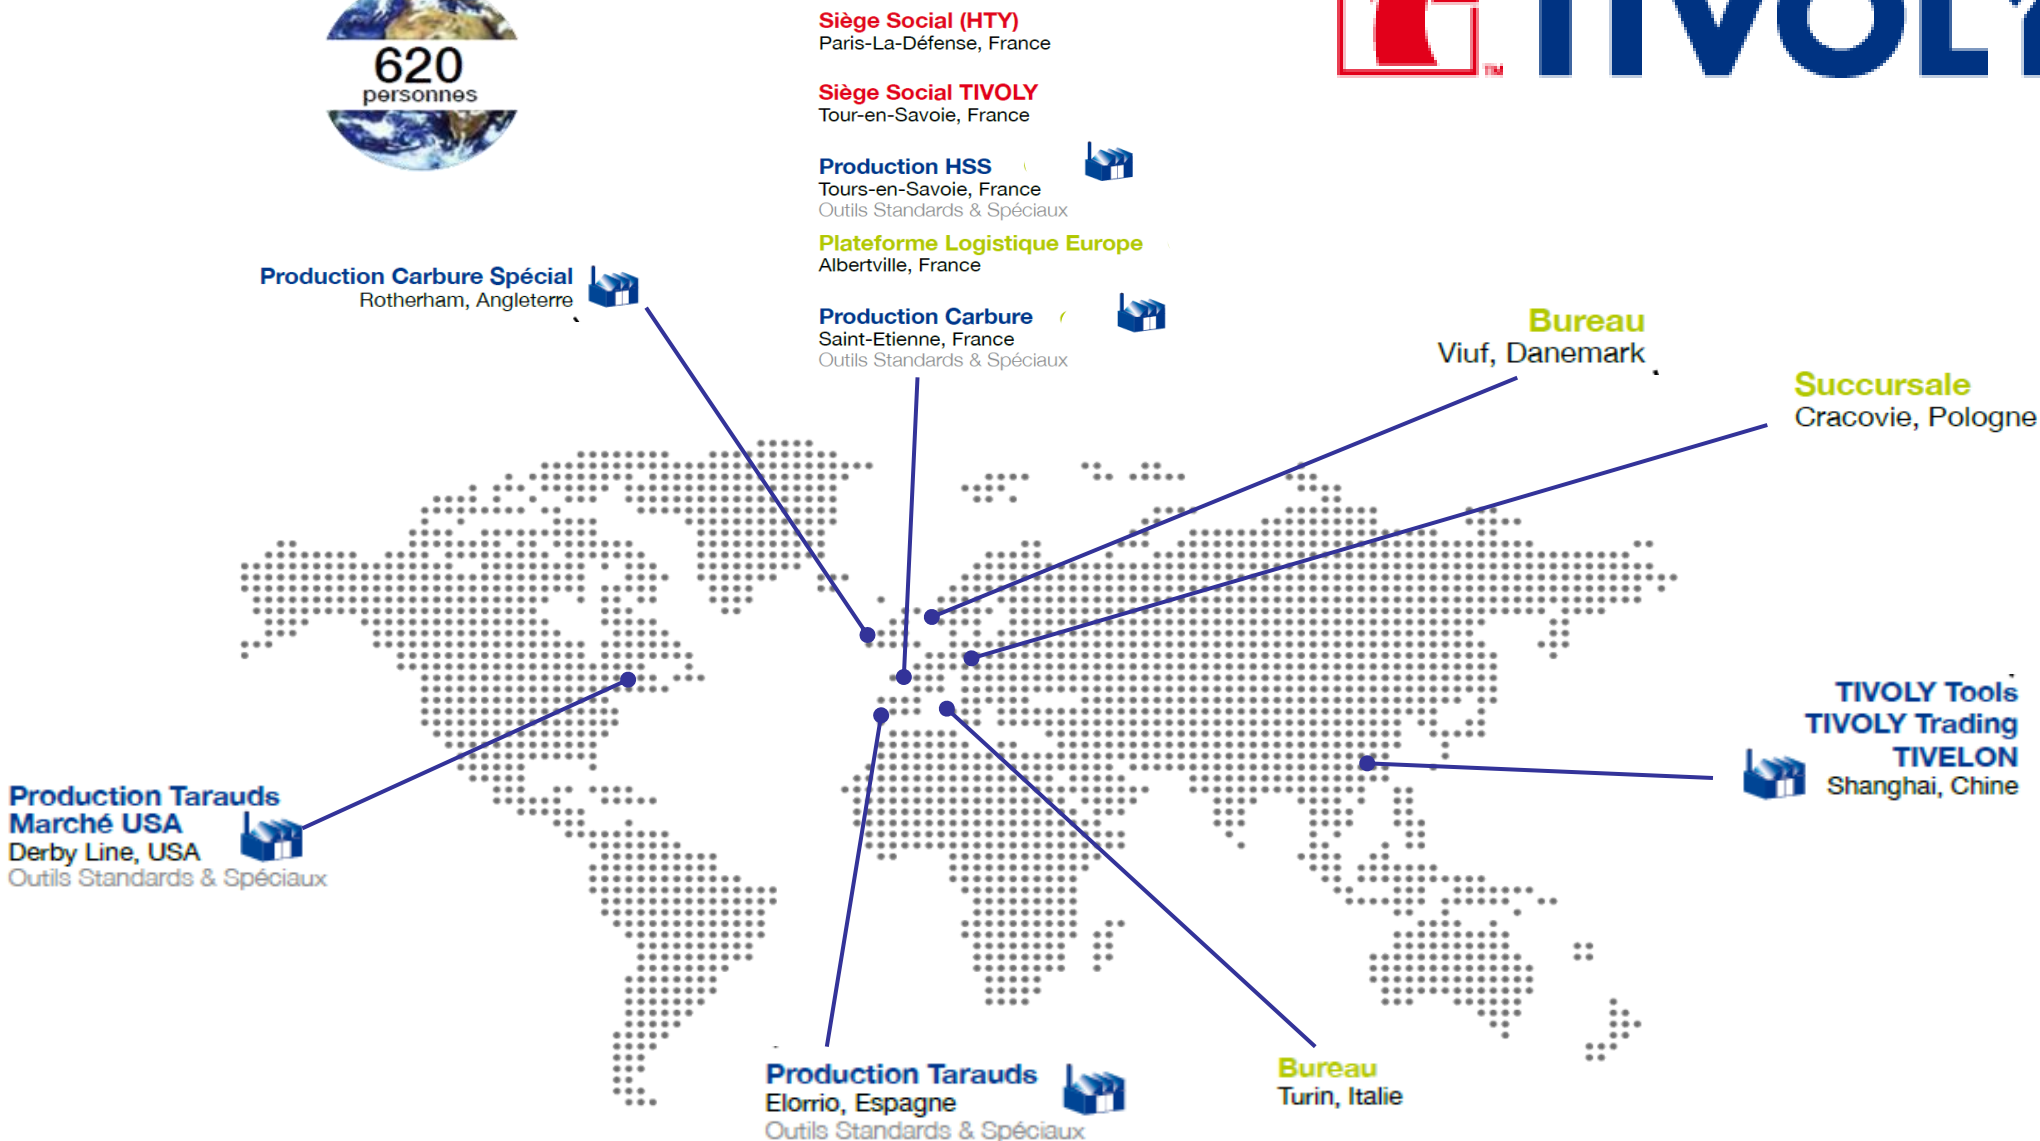 620
personnes
Siège Social (HTY)
Paris-La-Défense, France
Siège Social TIVOLY
Tour-en-Savoie, France
Production HSS
Tours-en-Savoie, France
Outils Standards & Spéciaux
Plateforme Logistique Europe
Albertville, France
Production Carbure
Saint-Etienne, France
Outils Standards & Spéciaux
TIVOLY
TM
Production Carbure Spécial
Rotherham, Angleterre
Bureau
Viuf, Danemark
Succursale
Cracovie, Pologne
TIVOLY Tools
TIVOLY Trading
TIVELON
Shanghai, Chine
Production Tarauds
Marché USA
Derby Line, USA
Outils Standards & Spéciaux
Production Tarauds
Elorrio, Espagne
Outils Standards & Spéciaux
Bureau
Turin, Italie